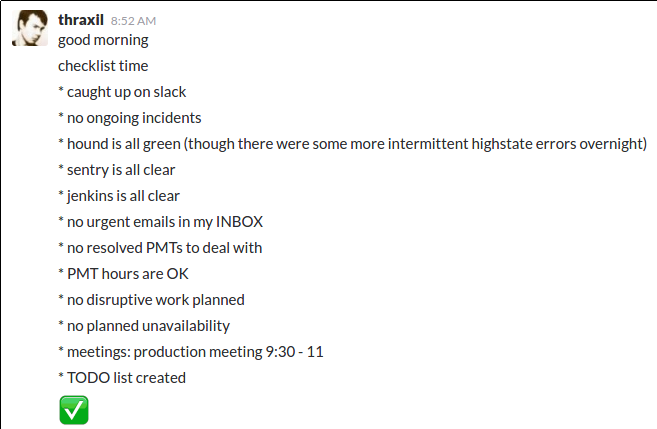 thraxil 8:52 AM
good morning
checklist time
* caught up on slack
* no ongoing incidents
* hound is all green (though there were some more intermittent highstate errors overnight)
* sentry is all clear
* jenkins is all clear
* no urgent emails in my INBOX
* no resolved PMTs to deal with
* PMT hours are OK
* no disruptive work planned
* no planned unavailability
* meetings: production meeting 9:30 - 11
* TODO list created